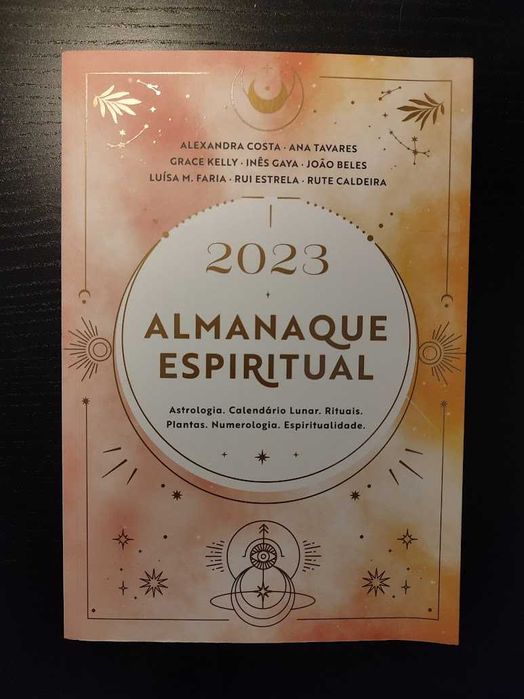 ALEXANDRA COSTA · ANA TAVARES
GRACE KELLY · INÊS GAYA · JOÃO BELES
LUÍSA M. FARIA · RUI ESTRELA · RUTE CALDEIRA
2023
ALMANAQUE
ESPIRITUAL
Astrologia. Calendário Lunar. Rituais.
Plantas. Numerologia. Espiritualidade.